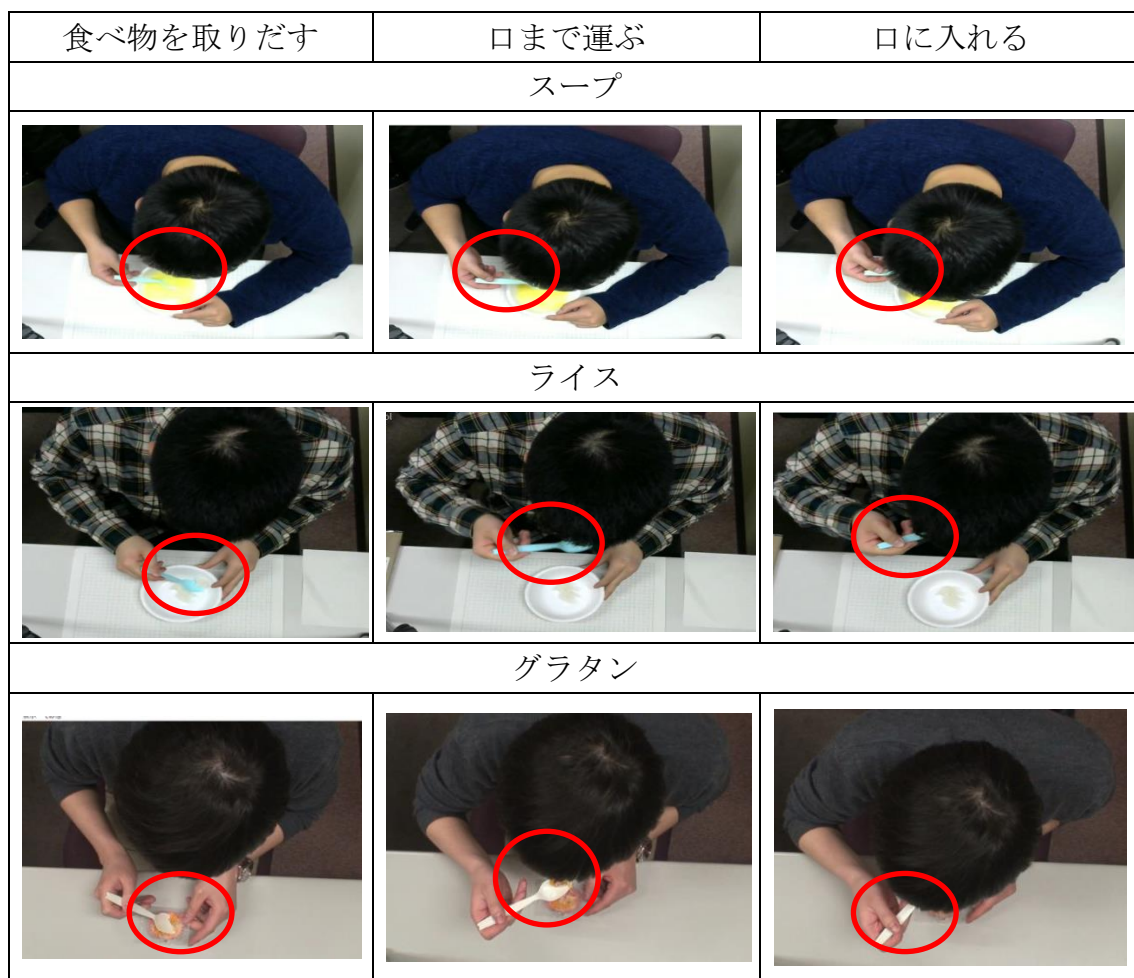 食べ物を取りだす
口まで運ぶ
口に入れる
スープ
ライス
グラタン